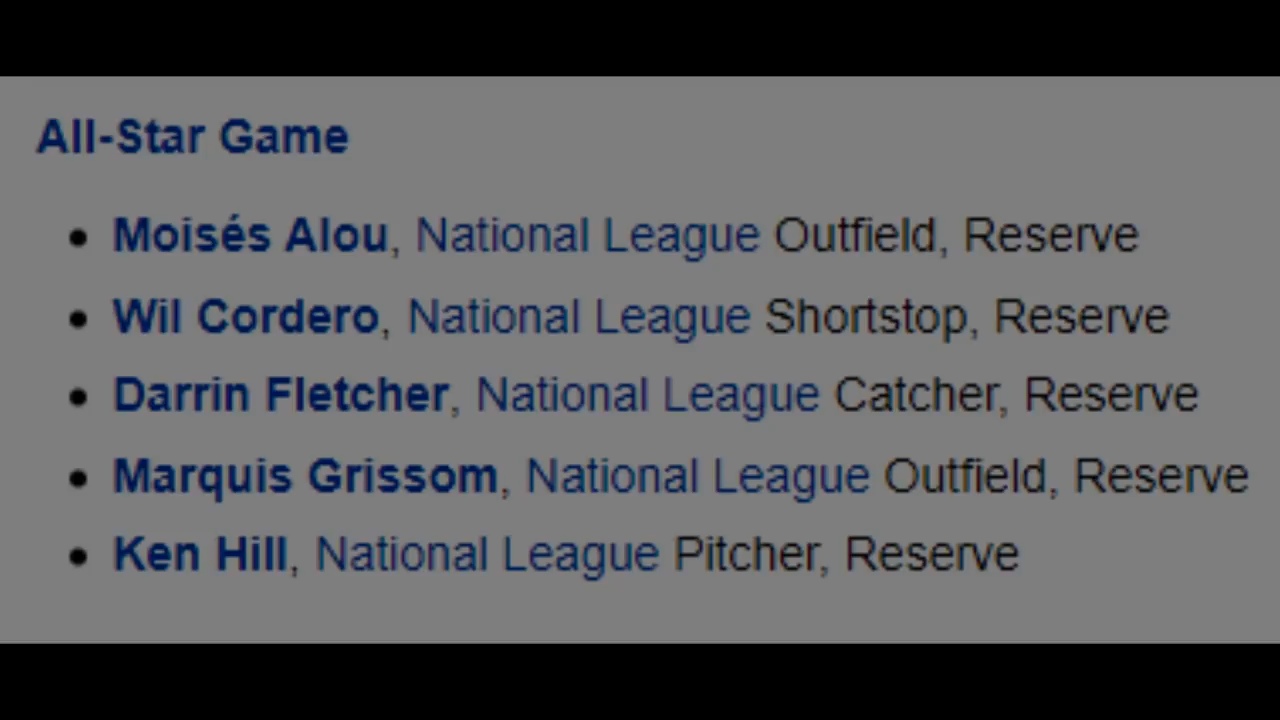 All-Star Game
• Moisés Alou, National League Outfield, Reserve
• Wil Cordero, National League Shortstop, Reserve
• Darrin Fletcher, National League Catcher, Reserve
• Marquis Grissom, National League Outfield, Reserve
• Ken Hill, National League Pitcher, Reserve